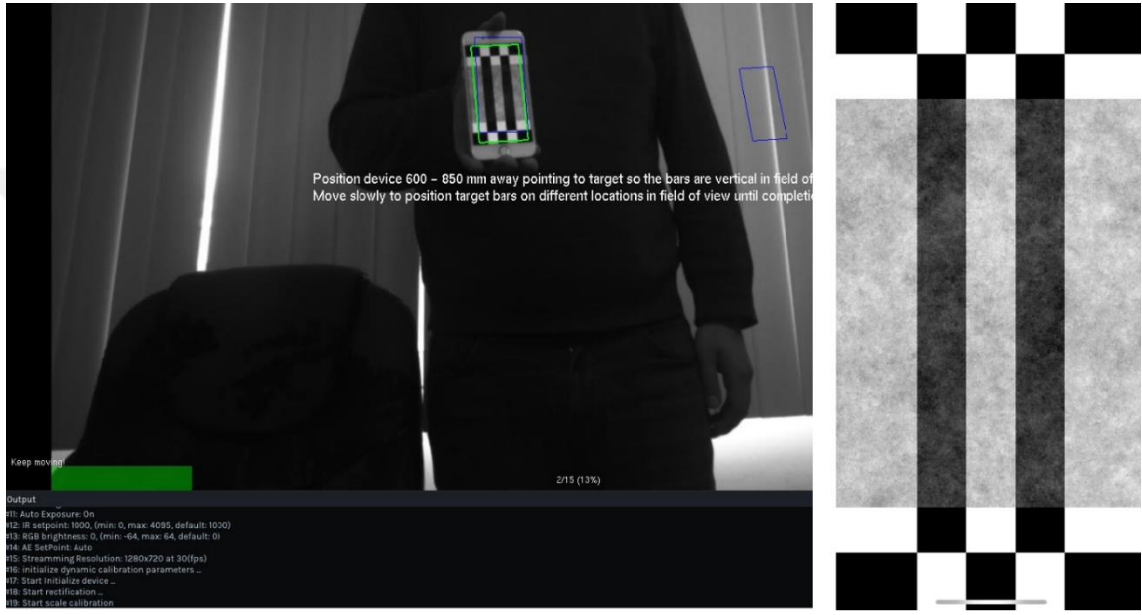 Position device 600 – 850 mm away pointing to target so the bars are vertical in field of
Move slowly to position target bars on different locations in field of view until completi
Keep moving!
2/15 (13%)
Output
#11: Auto Exposure: On
#12: IR setpoint: 1000, (min: 0, max: 4095, default: 1000)
#13: RGB brightness: 0, (min: -64, max: 64, default: 0)
#14: AE SetPoint: Auto
#15: Streamming Resolution: 1280x720 at 30(fps)
#16: initialize dynamic calibration parameters ...
#17: Start Initialize device ...
#18: Start rectification ...
#19: Start scale calibration